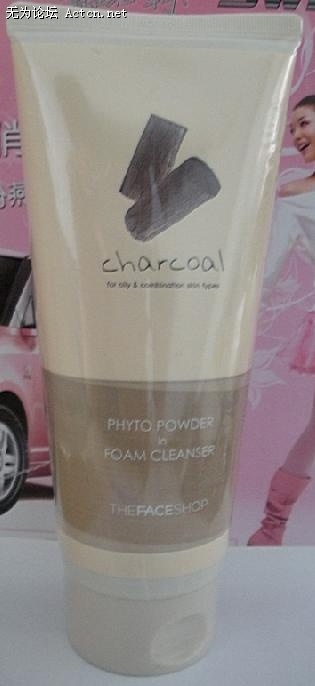 无为论坛 Actcn.net
charcoal
for oily & combination skin types
PHYTO POWDER
in
FOAM CLEANSER
THEFACESHOP